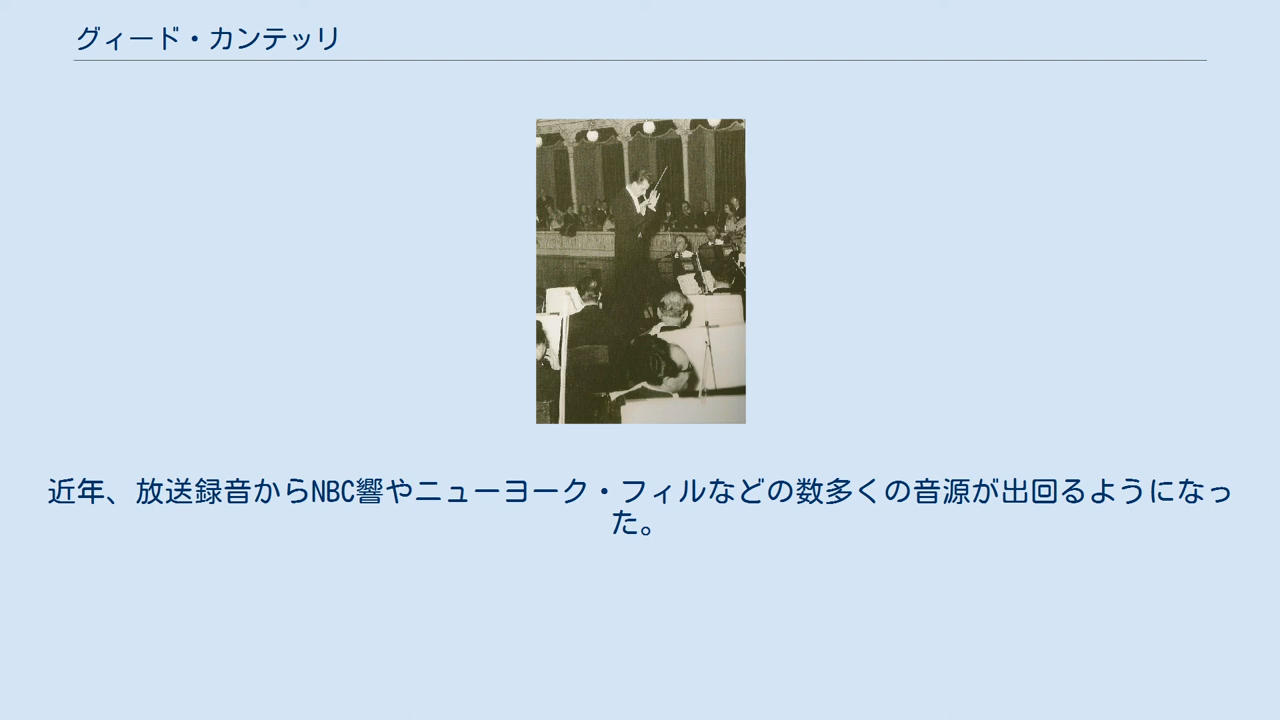 グィード・カンテッリ
近年、放送録音からNBC響やニューヨーク・フィルなどの数多くの音源が出回るようになっ
た。